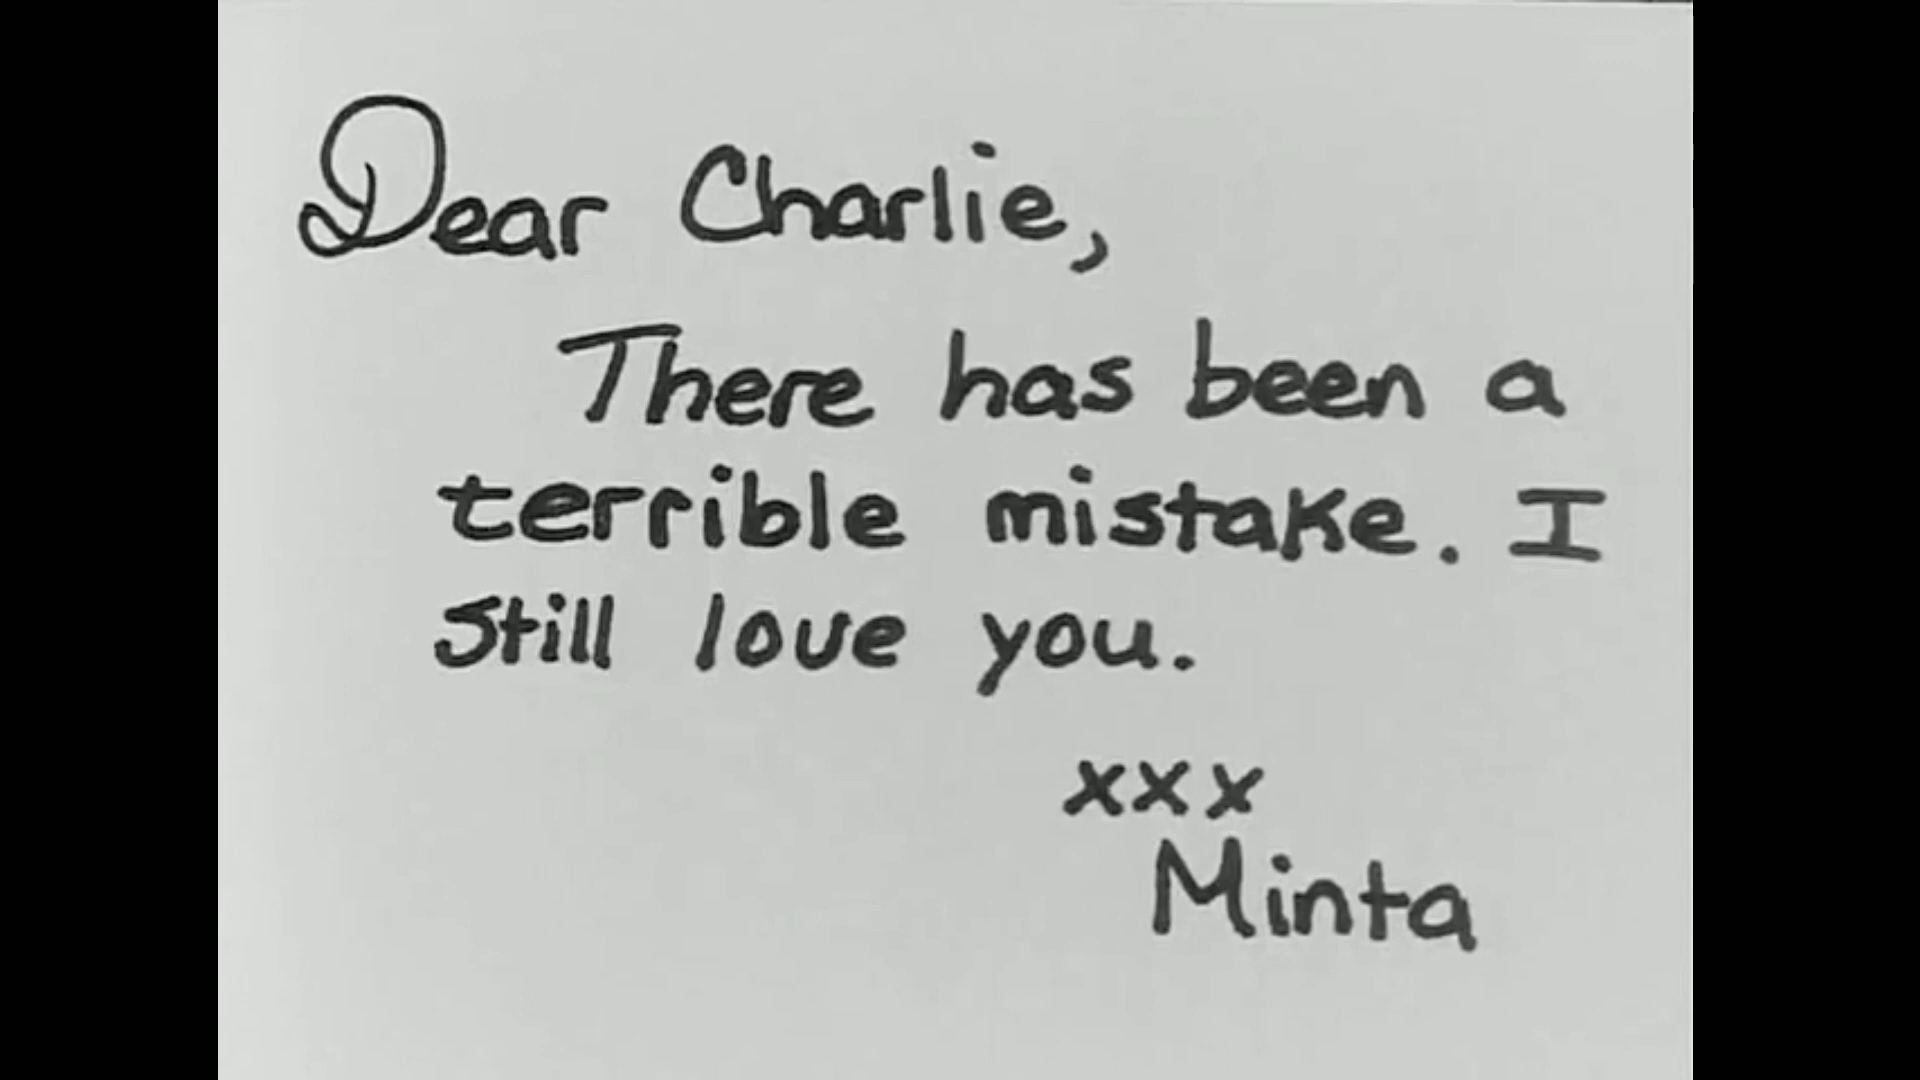 Dear Charlie,
There has been a
terrible mistake. I
still love you.
xxx
Minta